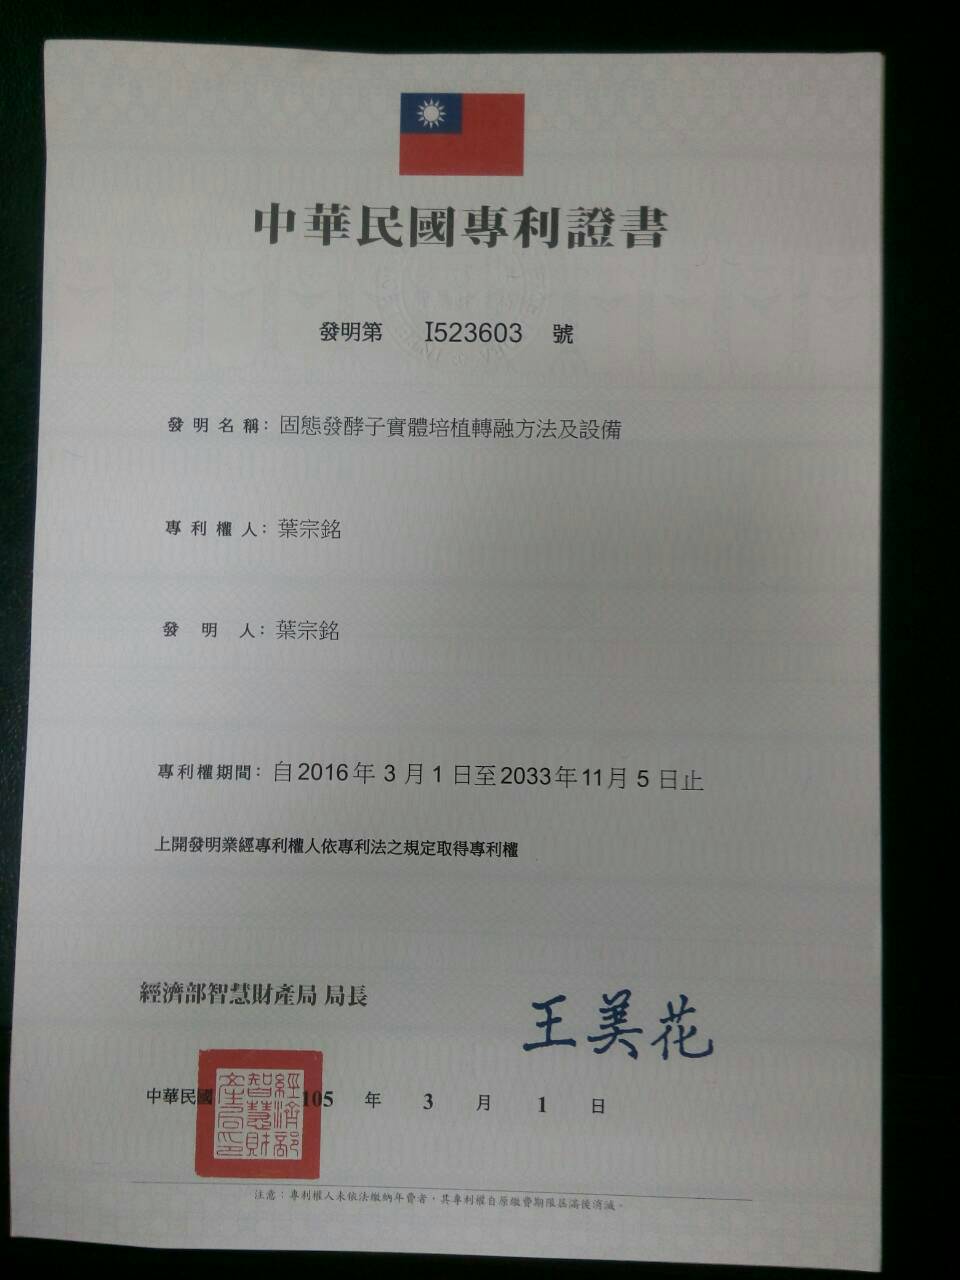 中華民國專利證書
發明第 I523603 號
發明名稱：固態發酵子實體培植轉融方法及設備
專利權人：葉宗銘
發明人：葉宗銘
專利權期間：自2016年3月1日至2033年11月5日止
上開發明業經專利權人依專利法之規定取得專利權
經濟部智慧財產局 局長
王美花
中華民國 105 年 3 月 1 日
經濟部智慧財產局印
注意：專利權人未依法繳納年費者，其專利權自原繳費期限屆滿後消滅。